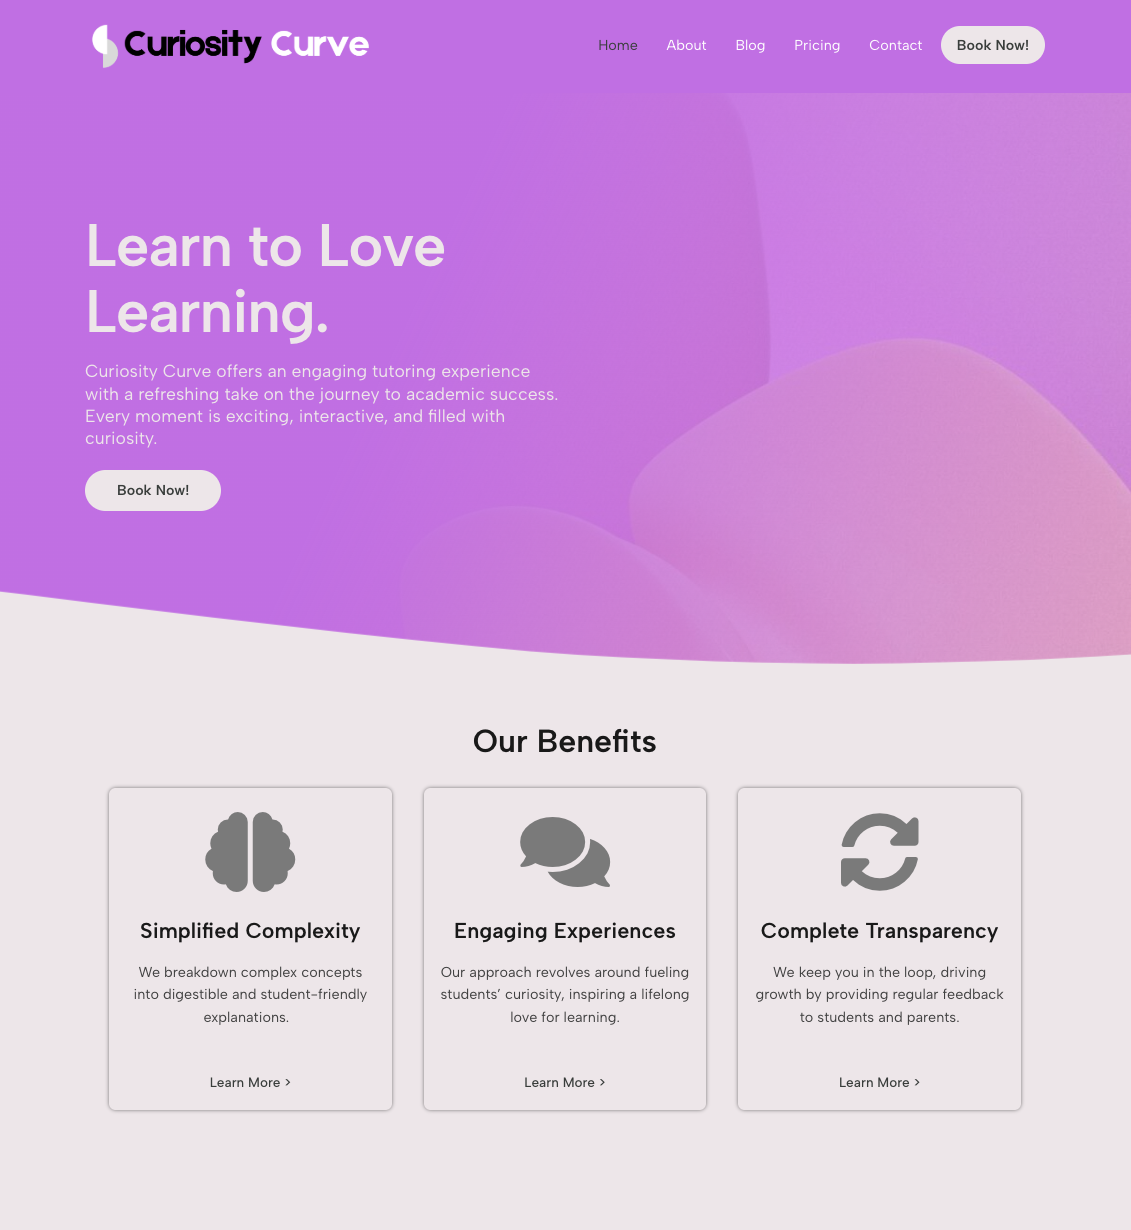 Curiosity Curve
Home About Blog Pricing Contact Book Now!
Learn to Love
Learning.
Curiosity Curve offers an engaging tutoring experience
with a refreshing take on the journey to academic success.
Every moment is exciting, interactive, and filled with
curiosity.
Book Now!
Our Benefits
Simplified Complexity
We breakdown complex concepts
into digestible and student-friendly
explanations.
Learn More >
Engaging Experiences
Our approach revolves around fueling
students’ curiosity, inspiring a lifelong
love for learning.
Learn More >
Complete Transparency
We keep you in the loop, driving
growth by providing regular feedback
to students and parents.
Learn More >